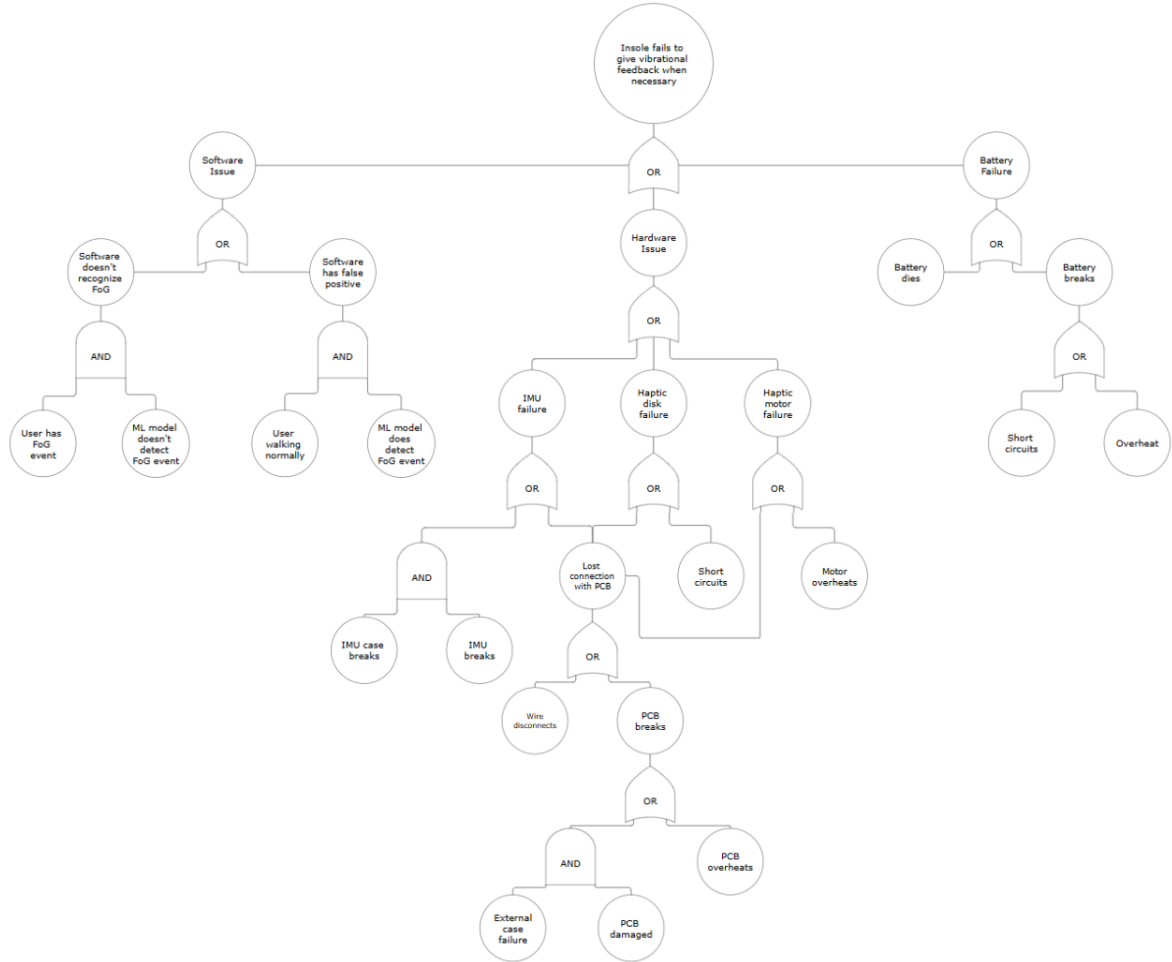 Insole fails to
give vibrational
feedback when
necessary
Software
Issue
OR
Battery
Failure
OR
Hardware
Issue
OR
Software
doesn't
recognize
FoG
Software
has false
positive
Battery
dies
Battery
breaks
OR
AND
AND
OR
IMU
failure
Haptic
disk
failure
Haptic
motor
failure
User has
FoG
event
ML model
doesn't
detect
FoG event
User
walking
normally
ML model
does
detect
FoG event
Short
circuits
Overheat
OR
OR
OR
AND
Lost
connection
with PCB
Short
circuits
Motor
overheats
IMU case
breaks
IMU
breaks
OR
Wire
disconnects
PCB
breaks
OR
AND
PCB
overheats
External
case
failure
PCB
damaged